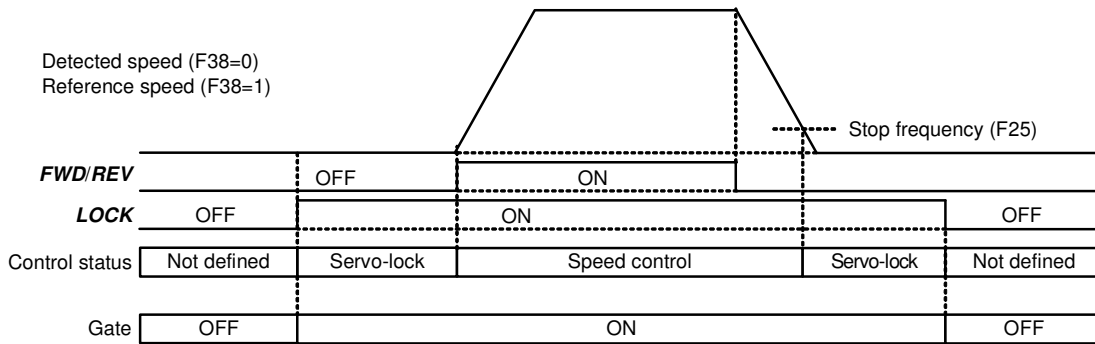 Detected speed (F38=0)
Reference speed (F38=1)
Stop frequency (F25)
FWD/REV OFF ON
LOCK OFF ON OFF
Control status Not defined Servo-lock Speed control Servo-lock Not defined
Gate OFF ON OFF